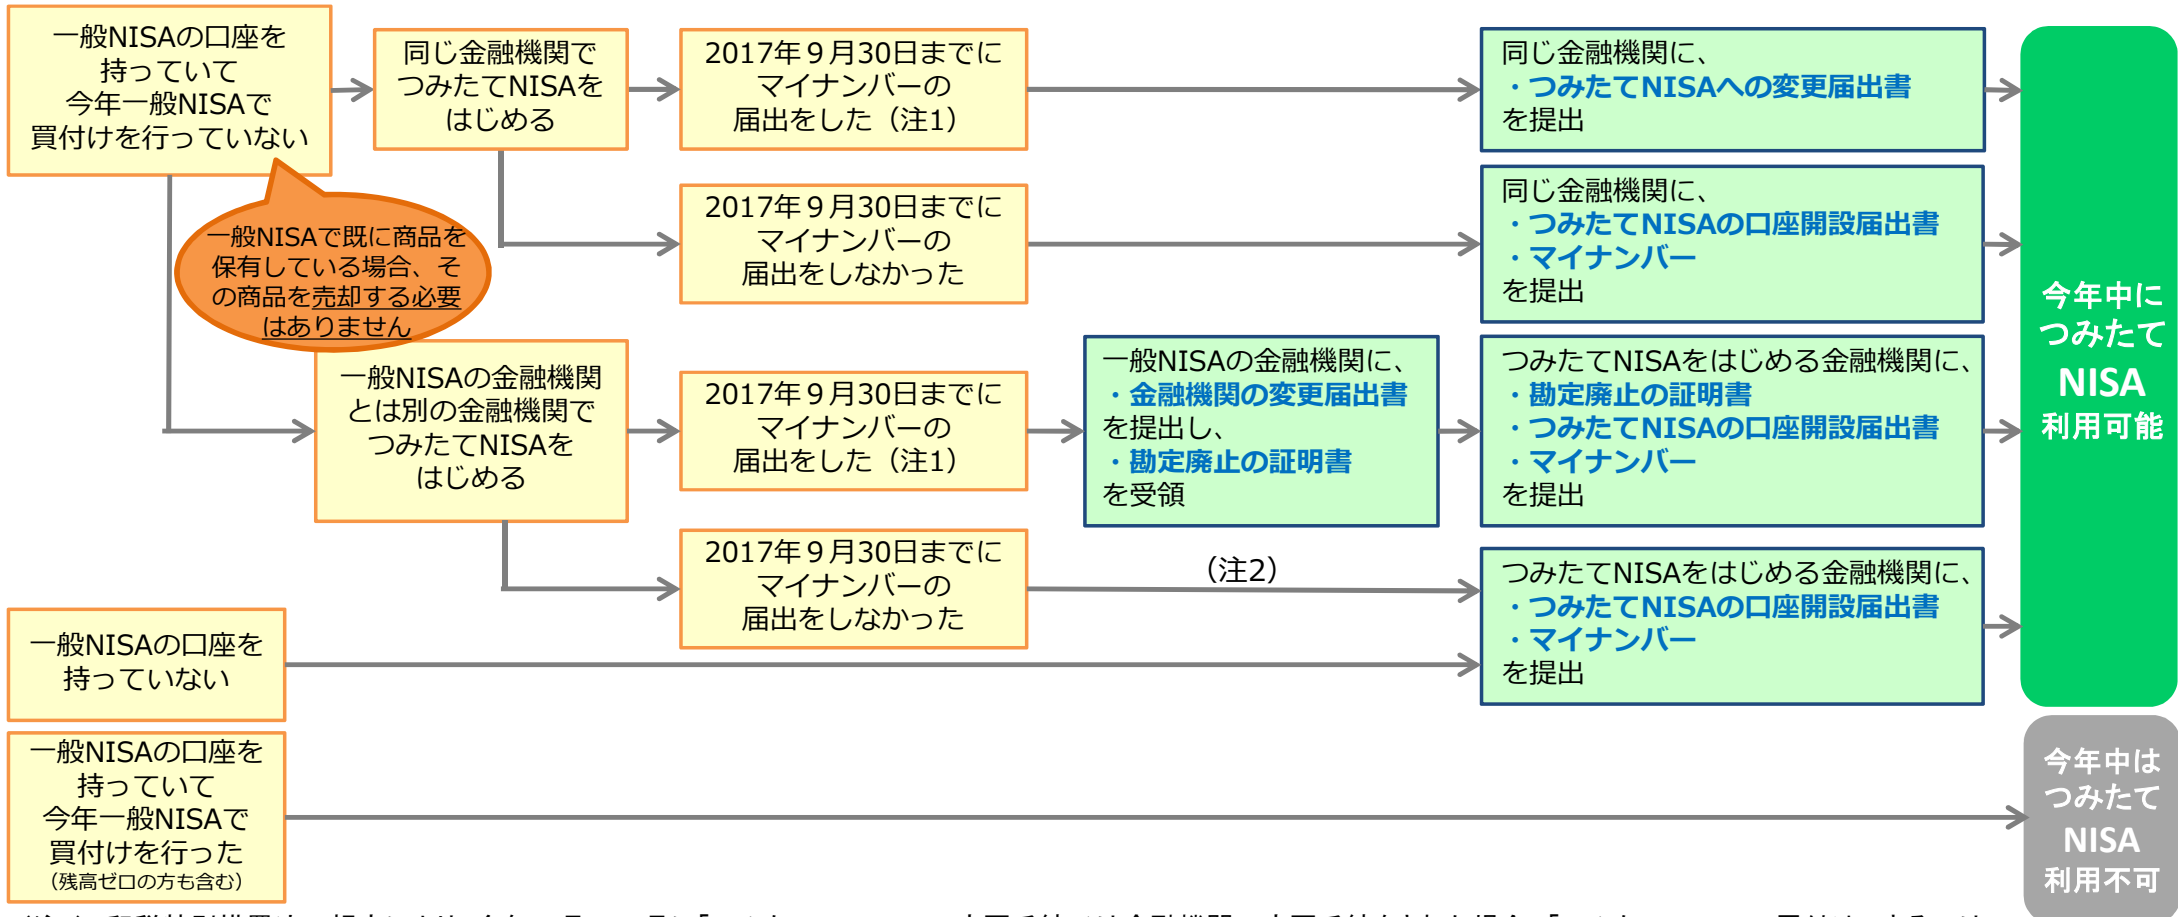 一般NISAの口座を
持っていて
今年一般NISAで
買付けを行っていない
同じ金融機関で
つみたてNISAを
はじめる
2017年９月30日までに
マイナンバーの
届出をした（注1）
同じ金融機関に、
・つみたてNISAへの変更届出書
を提出
一般NISAで既に商品を
保有している場合、そ
の商品を売却する必要
はありません
2017年９月30日までに
マイナンバーの
届出をしなかった
同じ金融機関に、
・つみたてNISAの口座開設届出書
・マイナンバー
を提出
一般NISAの金融機関
とは別の金融機関で
つみたてNISAを
はじめる
2017年９月30日までに
マイナンバーの
届出をした（注1）
一般NISAの金融機関に、
・金融機関の変更届出書
を提出し、
・勘定廃止の証明書
を受領
つみたてNISAをはじめる金融機関に、
・勘定廃止の証明書
・つみたてNISAの口座開設届出書
・マイナンバー
を提出
2017年９月30日までに
マイナンバーの
届出をしなかった
（注2）
つみたてNISAをはじめる金融機関に、
・つみたてNISAの口座開設届出書
・マイナンバー
を提出
一般NISAの口座を
持っていない
今年中に
つみたて
NISA
利用可能
一般NISAの口座を
持っていて
今年一般NISAで
買付けを行った
（残高ゼロの方も含む）
今年中は
つみたて
NISA
利用不可